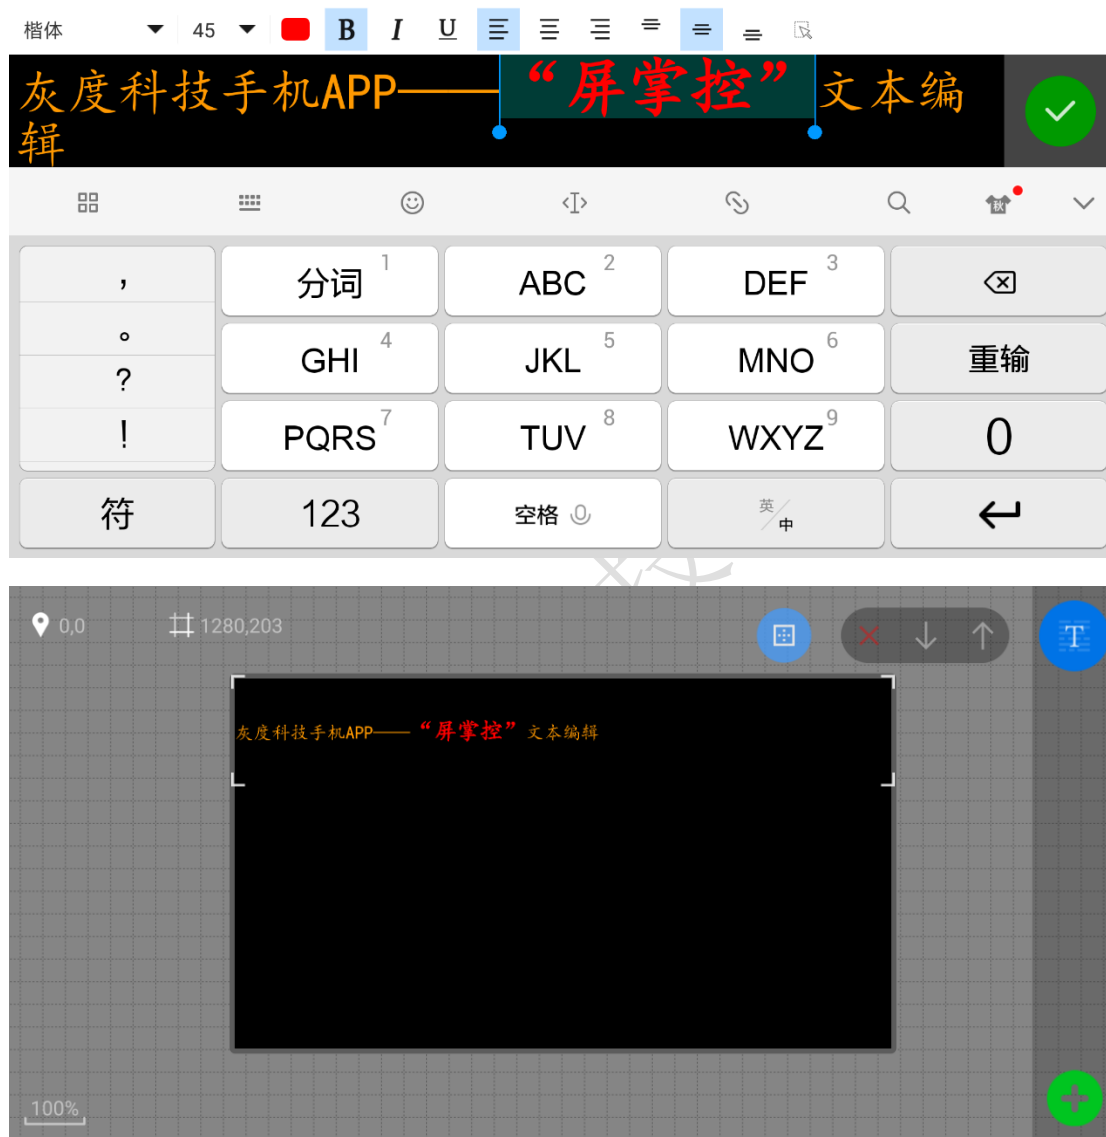 楷体 45 B I U
灰度科技手机APP——“屏掌控”文本编
辑
秋
, 分词 1 ABC 2 DEF 3
。
? GHI 4 JKL 5 MNO 6 重输
! PQRS 7 TUV 8 WXYZ 9 0
符 123 空格 英/中
0,0 1280,203 T
灰度科技手机APP——“屏掌控”文本编辑
100%